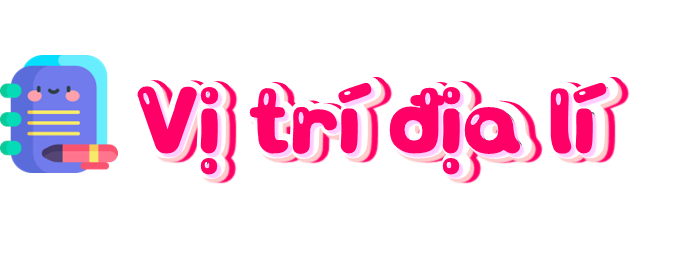 Vị trí địa lí